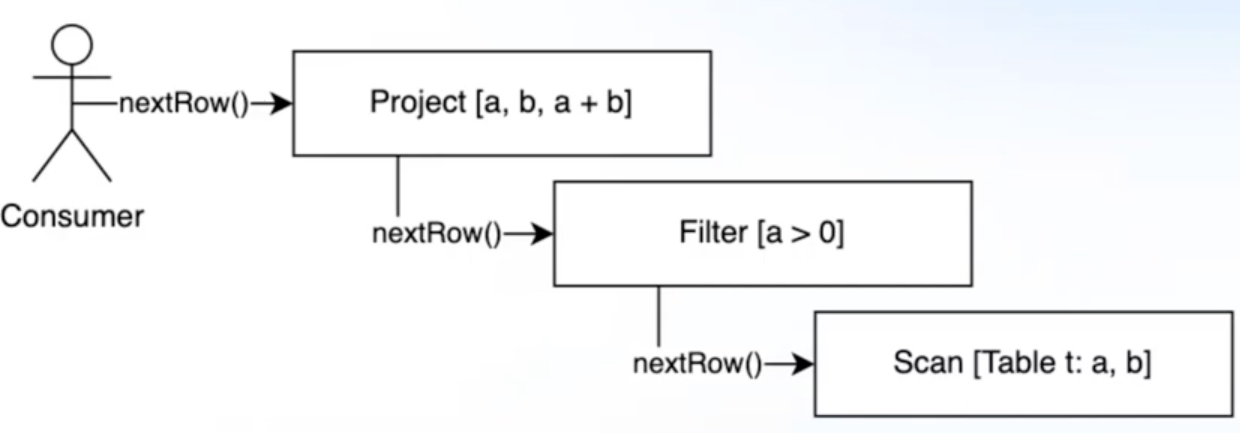 nextRow()
Project [a, b, a + b]
Consumer
nextRow()
Filter [a > 0]
nextRow()
Scan [Table t: a, b]